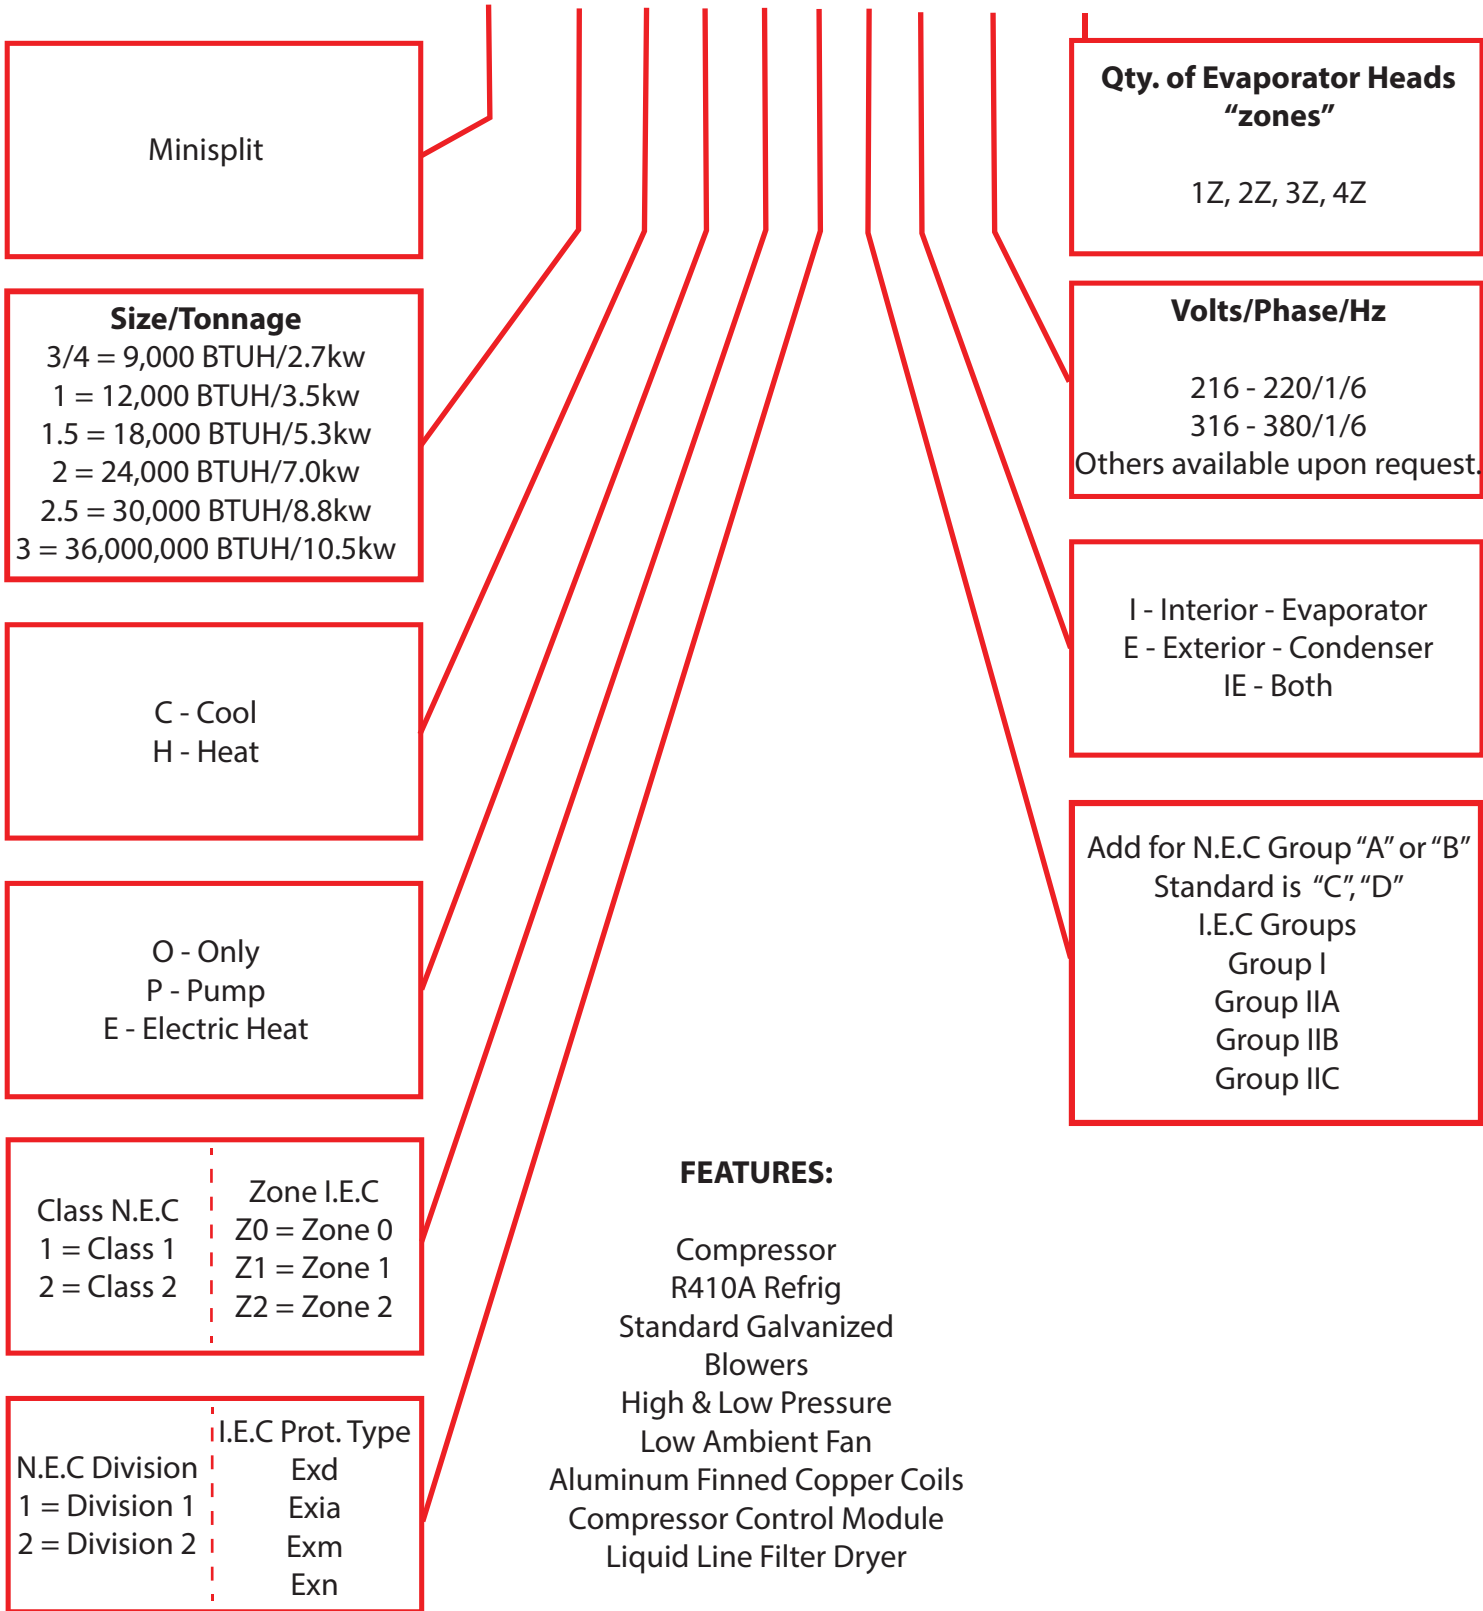 Minisplit
Size/Tonnage
3/4 = 9,000 BTUH/2.7kw
1 = 12,000 BTUH/3.5kw
1.5 = 18,000 BTUH/5.3kw
2 = 24,000 BTUH/7.0kw
2.5 = 30,000 BTUH/8.8kw
3 = 36,000,000 BTUH/10.5kw
C - Cool
H - Heat
O - Only
P - Pump
E - Electric Heat
Class N.E.C
1 = Class 1
2 = Class 2
Zone I.E.C
Z0 = Zone 0
Z1 = Zone 1
Z2 = Zone 2
N.E.C Division
1 = Division 1
2 = Division 2
I.E.C Prot. Type
Exd
Exia
Exm
Exn
FEATURES:
Compressor
R410A Refrig
Standard Galvanized
Blowers
High & Low Pressure
Low Ambient Fan
Aluminum Finned Copper Coils
Compressor Control Module
Liquid Line Filter Dryer
Qty. of Evaporator Heads
“zones”
1Z, 2Z, 3Z, 4Z
Volts/Phase/Hz
216 - 220/1/6
316 - 380/1/6
Others available upon request.
I - Interior - Evaporator
E - Exterior - Condenser
IE - Both
Add for N.E.C Group “A” or “B”
Standard is “C”, “D”
I.E.C Groups
Group I
Group IIA
Group IIB
Group IIC